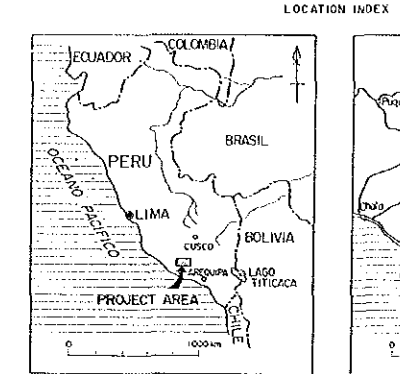 LOCATION INDEX
COLOMBIA
ECUADOR
BRASIL
PERU
OCEANO PACIFICO
LIMA
CUSCO
BOLIVIA
AREQUIPA
LAGO
TITICACA
PROJECT AREA
CHILE
0 1000 km
Puqu
Chala
0